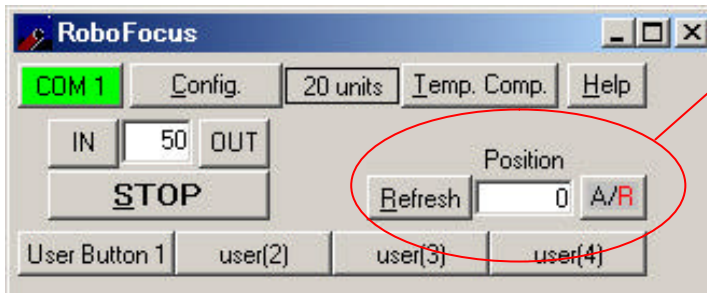 RoboFocus
COM 1 Config. 20 units Temp. Comp. Help
IN 50 OUT
Position
STOP Refresh 0 A/R
User Button 1 user(2) user(3) user(4)